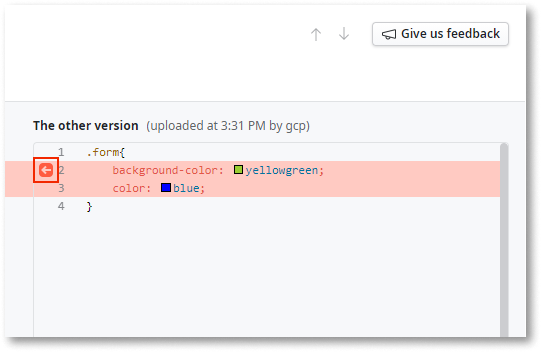 Give us feedback
The other version (uploaded at 3:31 PM by gcp)
1 .form{
2 background-color: yellowgreen;
3 color: blue;
4 }